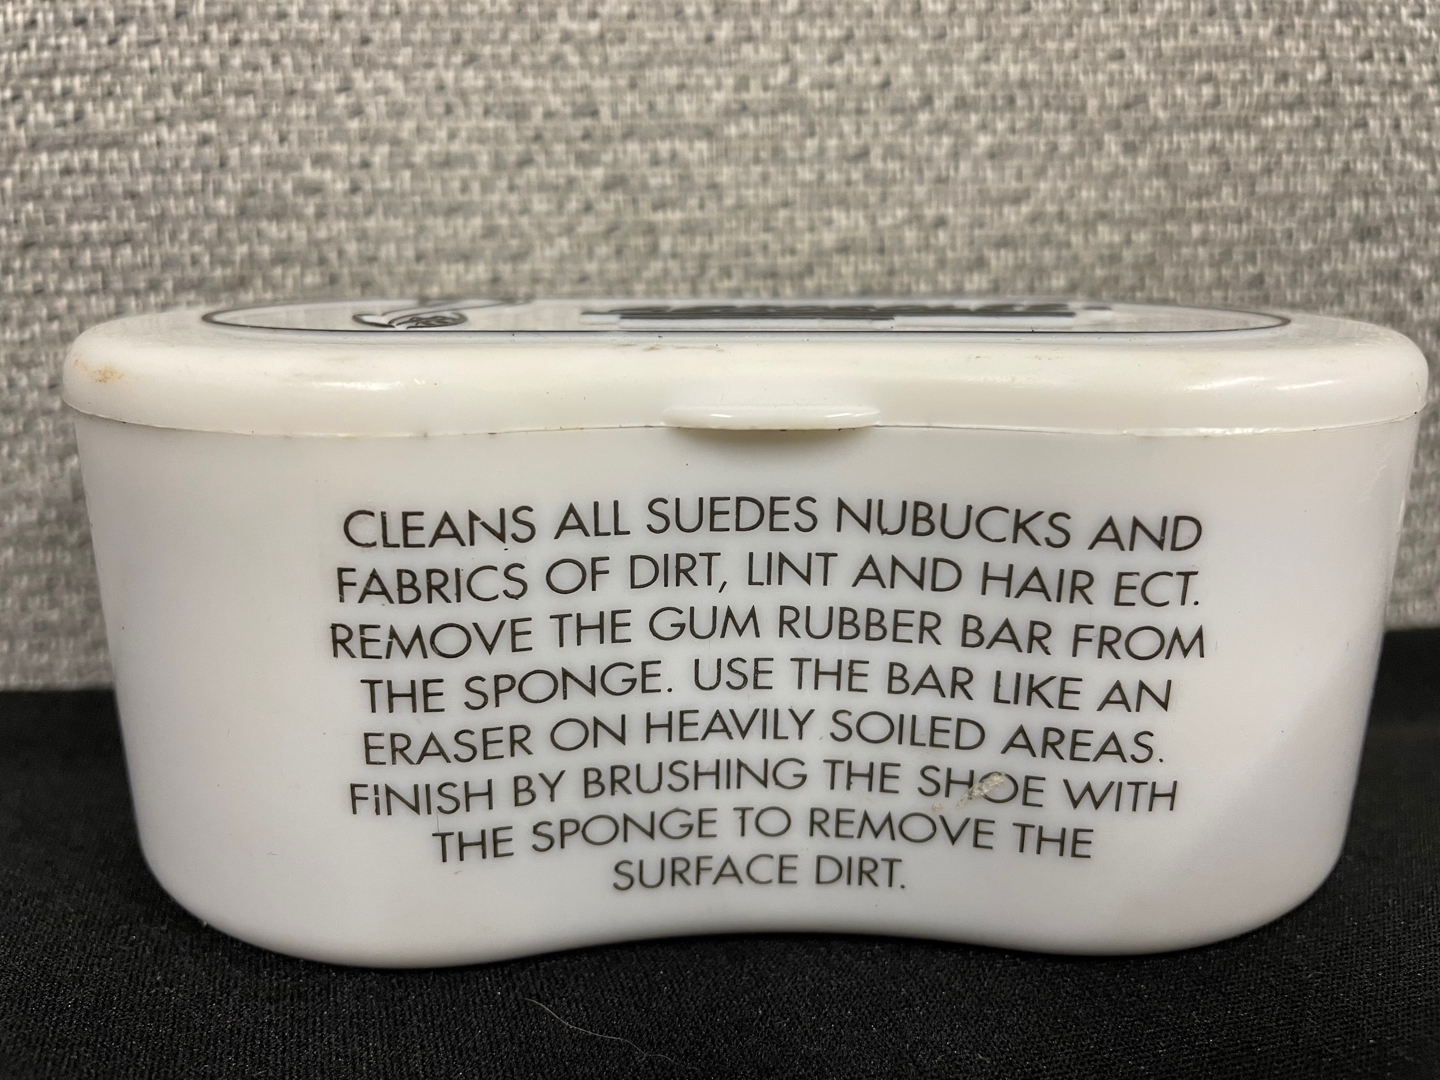 CLEANS ALL SUEDES NUBUCKS AND
FABRICS OF DIRT, LINT AND HAIR ECT.
REMOVE THE GUM RUBBER BAR FROM
THE SPONGE. USE THE BAR LIKE AN
ERASER ON HEAVILY SOILED AREAS.
FINISH BY BRUSHING THE SHOE WITH
THE SPONGE TO REMOVE THE
SURFACE DIRT.